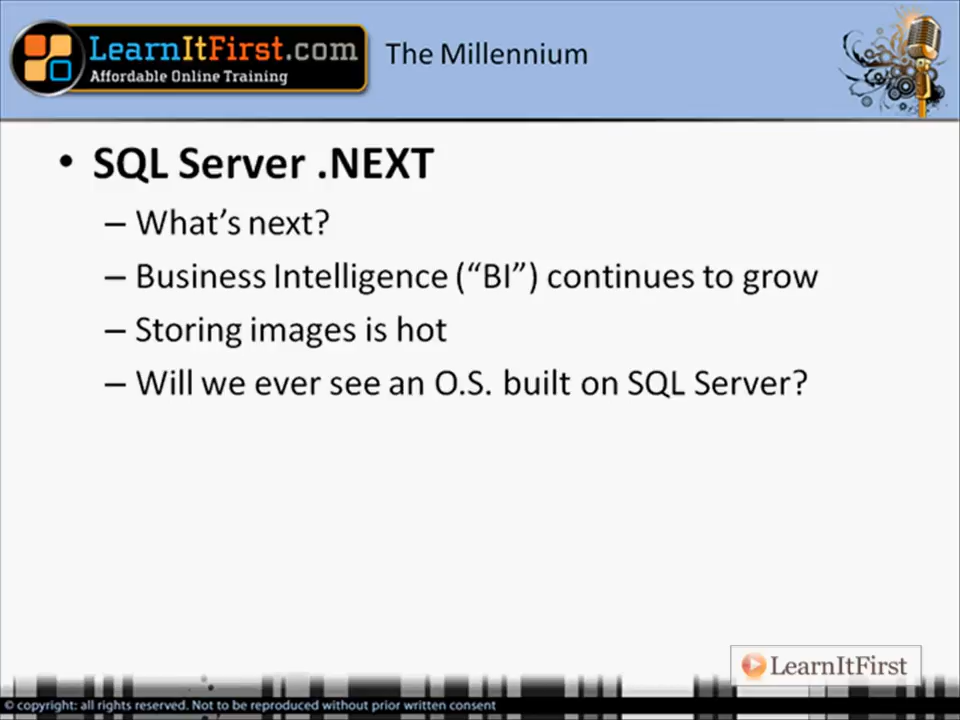 LearnItFirst.com
Affordable Online Training
The Millennium
• SQL Server .NEXT
– What's next?
– Business Intelligence (“BI”) continues to grow
– Storing images is hot
– Will we ever see an O.S. built on SQL Server?
LearnItFirst
© copyright: all rights reserved. Not to be reproduced without prior written consent